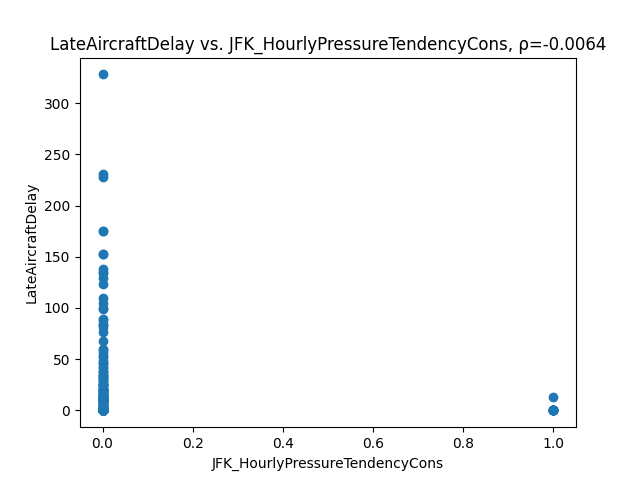 LateAircraftDelay vs. JFK_HourlyPressureTendencyCons, ρ=-0.0064
300
250
200
150
100
50
0
LateAircraftDelay
0.0 0.2 0.4 0.6 0.8 1.0
JFK_HourlyPressureTendencyCons